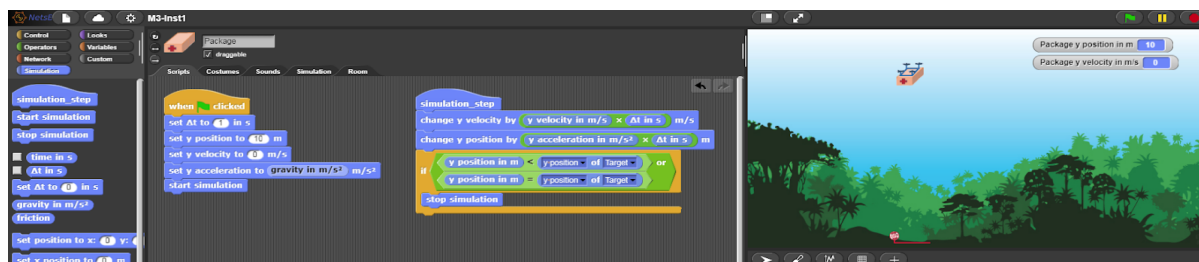 NetsB
M3-Inst1
Control
Looks
Operators
Variables
Network
Custom
Simulation
simulation_step
start simulation
stop simulation
time in s
Δt in s
set Δt to 0 in s
gravity in m/s²
friction
set position to x: 0 y:
set x position to 0 m
Package
draggable
Scripts
Costumes
Sounds
Simulation
Room
when clicked
set Δt to 1 in s
set y position to 10 m
set y velocity to 0 m/s
set y acceleration to gravity in m/s² m/s²
start simulation
simulation_step
change y velocity by y velocity in m/s × Δt in s m/s
change y position by y acceleration in m/s² × Δt in s m
if y position in m < y position of Target or
y position in m = y position of Target
stop simulation
Package y position in m 10
Package y velocity in m/s 0